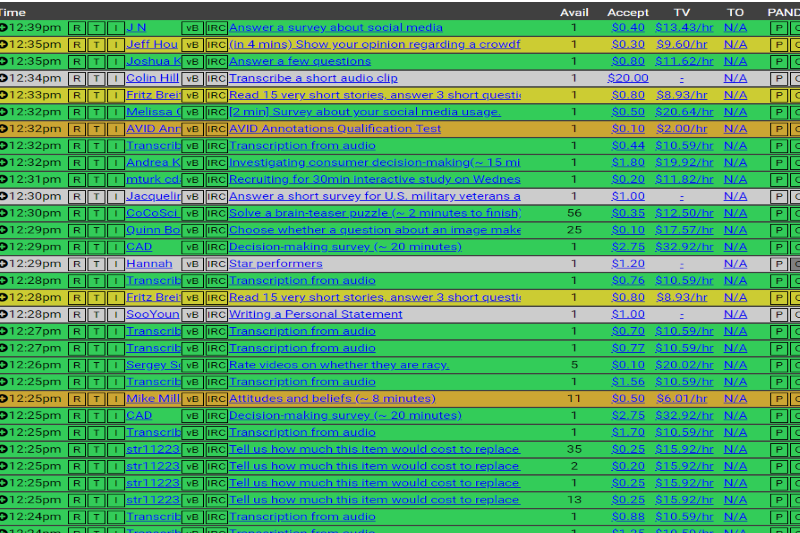 Time Avail Accept TV TO PAND
12:39pm R T I J N vB IRC Answer a survey about social media 1 $0.40 $13.43/hr N/A P
12:35pm R T I Jeff Hou vB IRC (in 4 mins) Show your opinion regarding a crowdf 1 $0.30 $9.60/hr N/A P
12:35pm R T I Joshua K vB IRC Answer a few questions 1 $0.80 $11.62/hr N/A P
12:34pm R T I Colin Hill vB IRC Transcribe a short audio clip 1 $20.00 - N/A P
12:33pm R T I Fritz Breif vB IRC Read 15 very short stories, answer 3 short questi 1 $0.80 $8.93/hr N/A P
12:32pm R T I Melissa vB IRC [2 min] Survey about your social media usage. 1 $0.50 $20.64/hr N/A P
12:32pm R T I AVID Ann vB IRC AVID Annotations Qualification Test 1 $0.10 $2.00/hr N/A P
12:32pm R T I Transcrib vB IRC Transcription from audio 1 $0.44 $10.59/hr N/A P
12:32pm R T I Andrea K vB IRC Investigating consumer decision-making(~ 15 mi 1 $1.80 $19.92/hr N/A P
12:31pm R T I mturk cd vB IRC Recruiting for 30min interactive study on Wednes 1 $0.20 $11.82/hr N/A P
12:30pm R T I Jacquelin vB IRC Answer a short survey for U.S. military veterans a 1 $1.00 - N/A P
12:30pm R T I CoCoSci vB IRC Solve a brain-teaser puzzle (~ 2 minutes to finish) 56 $0.35 $12.50/hr N/A P
12:29pm R T I Quinn Bo vB IRC Choose whether a question about an image make 25 $0.10 $17.57/hr N/A P
12:29pm R T I CAD vB IRC Decision-making survey (~ 20 minutes) 1 $2.75 $32.92/hr N/A P
12:29pm R T I Hannah vB IRC Star performers 1 $1.20 - N/A P
12:28pm R T I Transcrib vB IRC Transcription from audio 1 $0.76 $10.59/hr N/A P
12:28pm R T I Fritz Breif vB IRC Read 15 very short stories, answer 3 short questi 1 $0.80 $8.93/hr N/A P
12:28pm R T I SooYoun vB IRC Writing a Personal Statement 1 $1.00 - N/A P
12:27pm R T I Transcrib vB IRC Transcription from audio 1 $0.70 $10.59/hr N/A P
12:27pm R T I Transcrib vB IRC Transcription from audio 1 $0.77 $10.59/hr N/A P
12:26pm R T I Sergey Sc vB IRC Rate videos on whether they are racy. 5 $0.10 $20.02/hr N/A P
12:25pm R T I Transcrib vB IRC Transcription from audio 1 $1.56 $10.59/hr N/A P
12:25pm R T I Mike Mill vB IRC Attitudes and beliefs (~ 8 minutes) 11 $0.50 $6.01/hr N/A P
12:25pm R T I CAD vB IRC Decision-making survey (~ 20 minutes) 1 $2.75 $32.92/hr N/A P
12:25pm R T I Transcrib vB IRC Transcription from audio 1 $1.70 $10.59/hr N/A P
12:25pm R T I str11223 vB IRC Tell us how much this item would cost to replace 35 $0.25 $15.92/hr N/A P
12:25pm R T I str11223 vB IRC Tell us how much this item would cost to replace 2 $0.20 $15.92/hr N/A P
12:25pm R T I str11223 vB IRC Tell us how much this item would cost to replace 1 $0.25 $15.92/hr N/A P
12:25pm R T I str11223 vB IRC Tell us how much this item would cost to replace 13 $0.25 $15.92/hr N/A P
12:24pm R T I Transcrib vB IRC Transcription from audio 1 $0.88 $10.59/hr N/A P